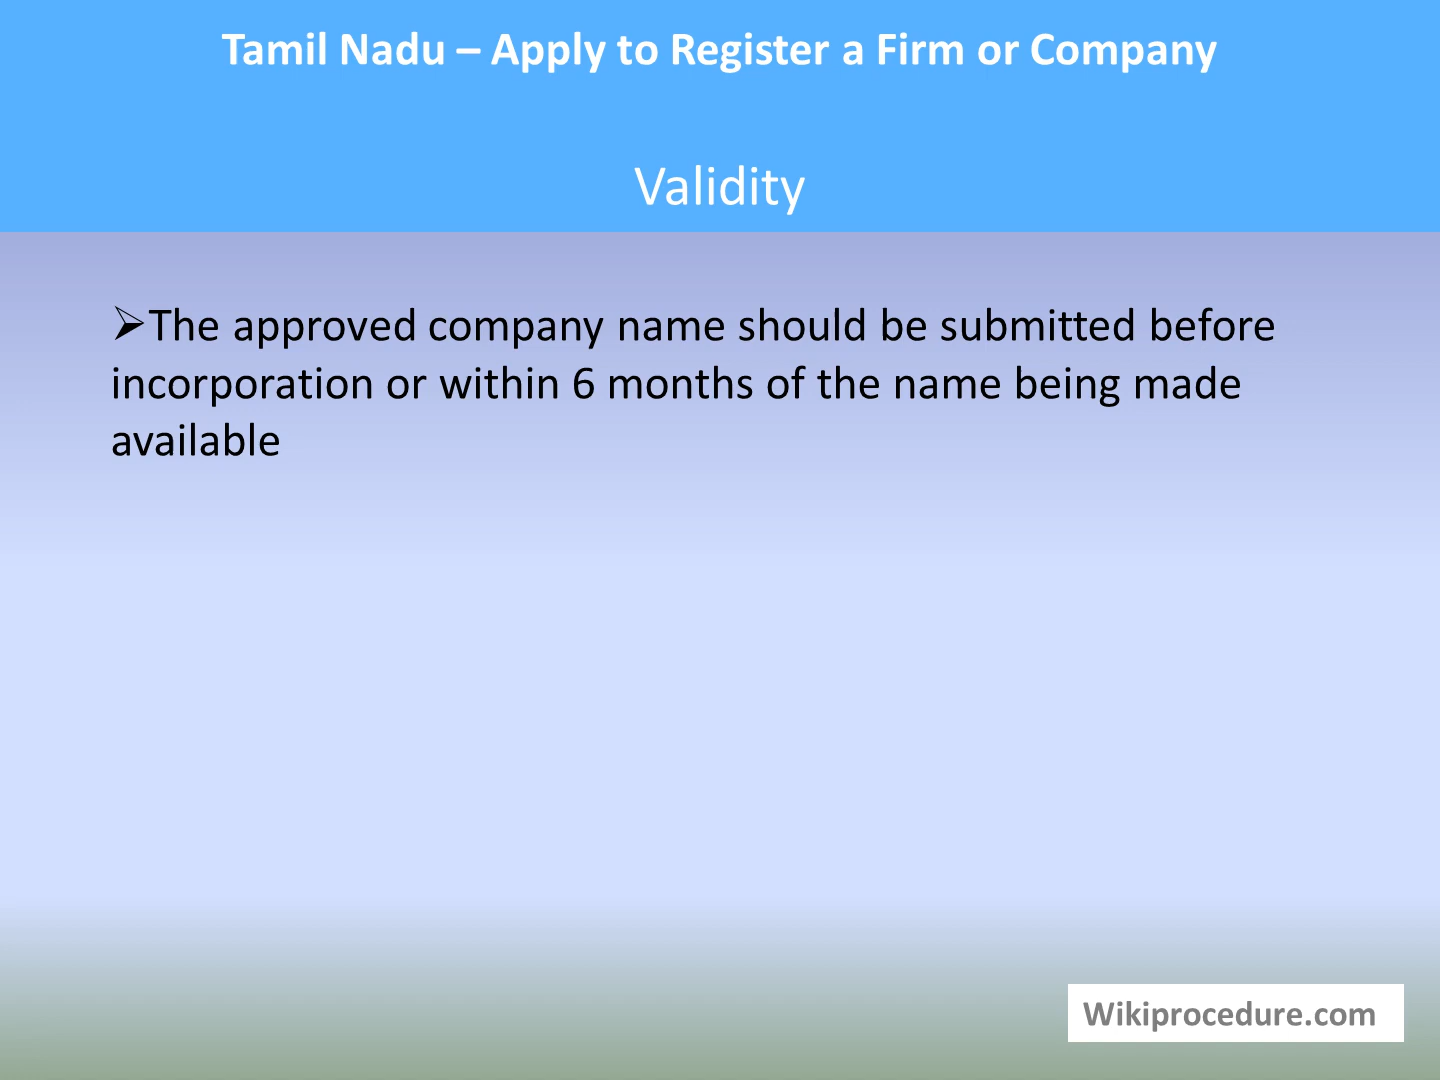 Tamil Nadu – Apply to Register a Firm or Company
Validity
➢The approved company name should be submitted before
incorporation or within 6 months of the name being made
available
Wikiprocedure.com